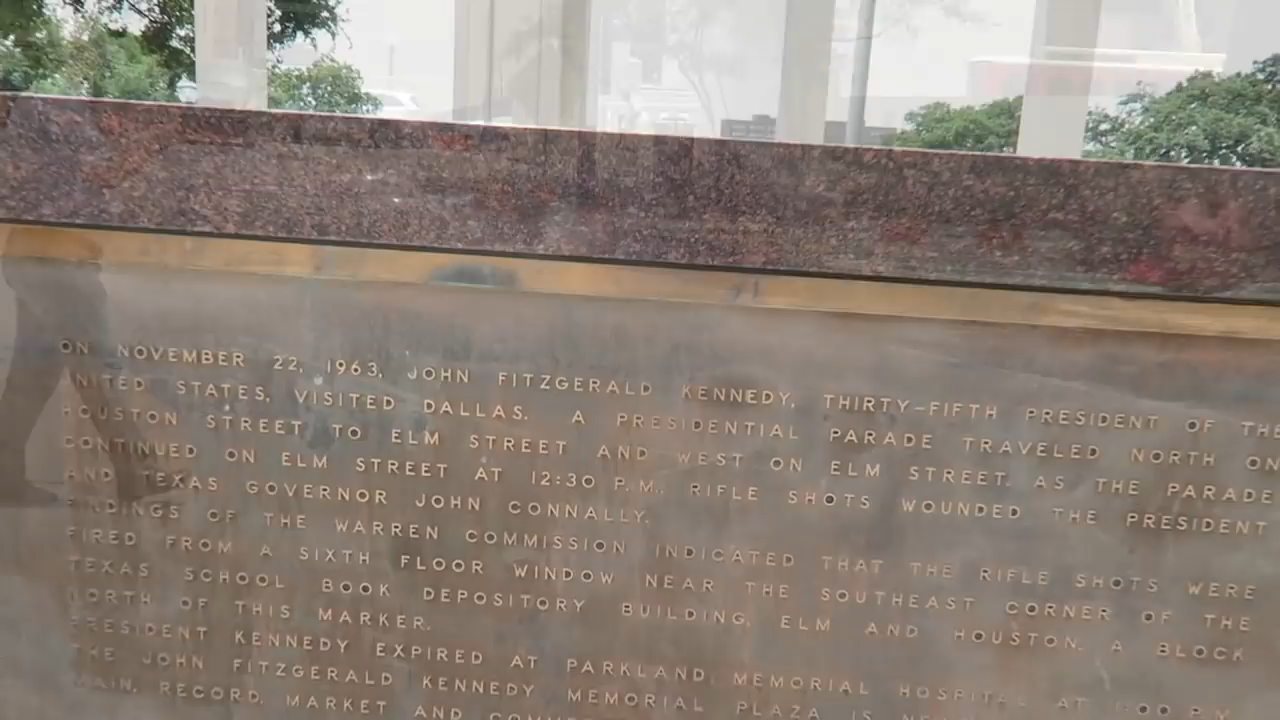 ON NOVEMBER 22, 1963, JOHN FITZGERALD KENNEDY, THIRTY-FIFTH PRESIDENT OF THE
UNITED STATES, VISITED DALLAS. A PRESIDENTIAL PARADE TRAVELED NORTH ON
HOUSTON STREET TO ELM STREET AND WEST ON ELM STREET. AS THE PARADE
CONTINUED ON ELM STREET AT 12:30 P.M., RIFLE SHOTS WOUNDED THE PRESIDENT
AND TEXAS GOVERNOR JOHN CONNALLY.
FINDINGS OF THE WARREN COMMISSION INDICATED THAT THE RIFLE SHOTS WERE
FIRED FROM A SIXTH FLOOR WINDOW NEAR THE SOUTHEAST CORNER OF THE
TEXAS SCHOOL BOOK DEPOSITORY BUILDING, ELM AND HOUSTON, A BLOCK
NORTH OF THIS MARKER.
PRESIDENT KENNEDY EXPIRED AT PARKLAND MEMORIAL HOSPITAL AT 1:00 P.M.
THE JOHN FITZGERALD KENNEDY MEMORIAL PLAZA IS
MAIN, RECORD, MARKET AND